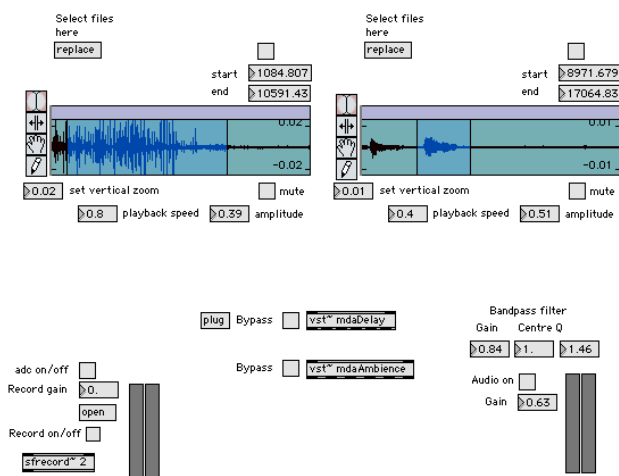 Select files
here
replace
start 1084.807
end 10591.43
0.02
-0.02
0.02 set vertical zoom
mute
0.8 playback speed 0.39 amplitude
Select files
here
replace
start 8971.679
end 17064.83
0.01
-0.01
0.01 set vertical zoom
mute
0.4 playback speed 0.51 amplitude
plug Bypass vst~ mdaDelay
Bypass vst~ mdaAmbience
Bandpass filter
Gain Centre Q
0.84 1. 1.46
Audio on
Gain 0.63
adc on/off
Record gain 0.
open
Record on/off
sfrecord~ 2